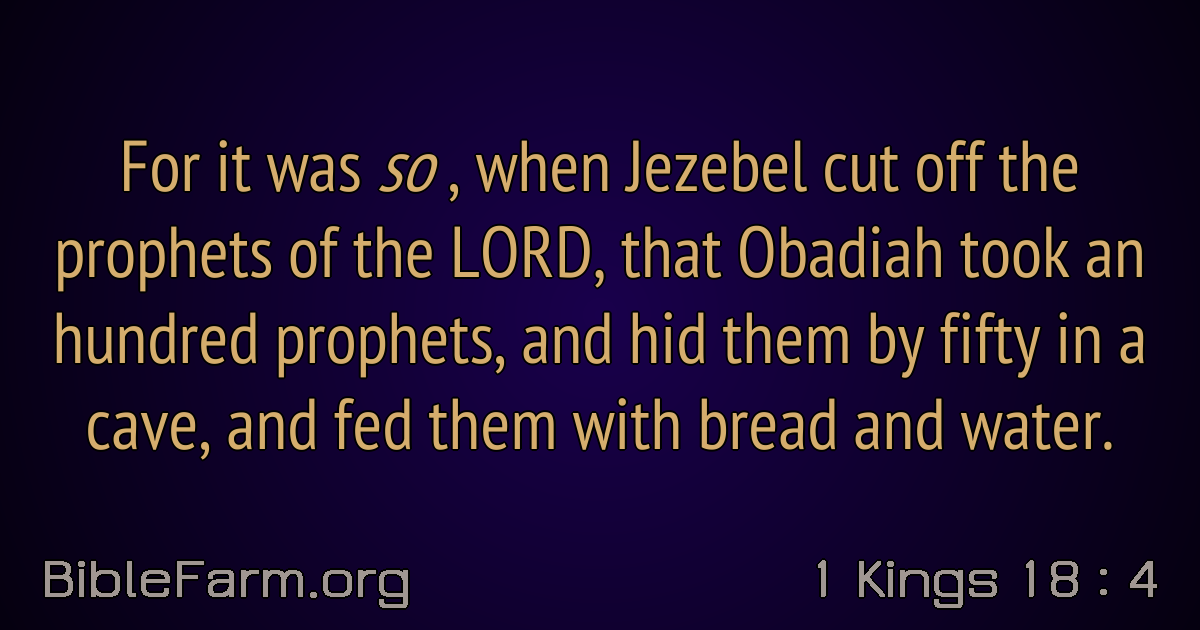 For it was so , when Jezebel cut off the
prophets of the LORD, that Obadiah took an
hundred prophets, and hid them by fifty in a
cave, and fed them with bread and water.
BibleFarm.org
1 Kings 18 : 4